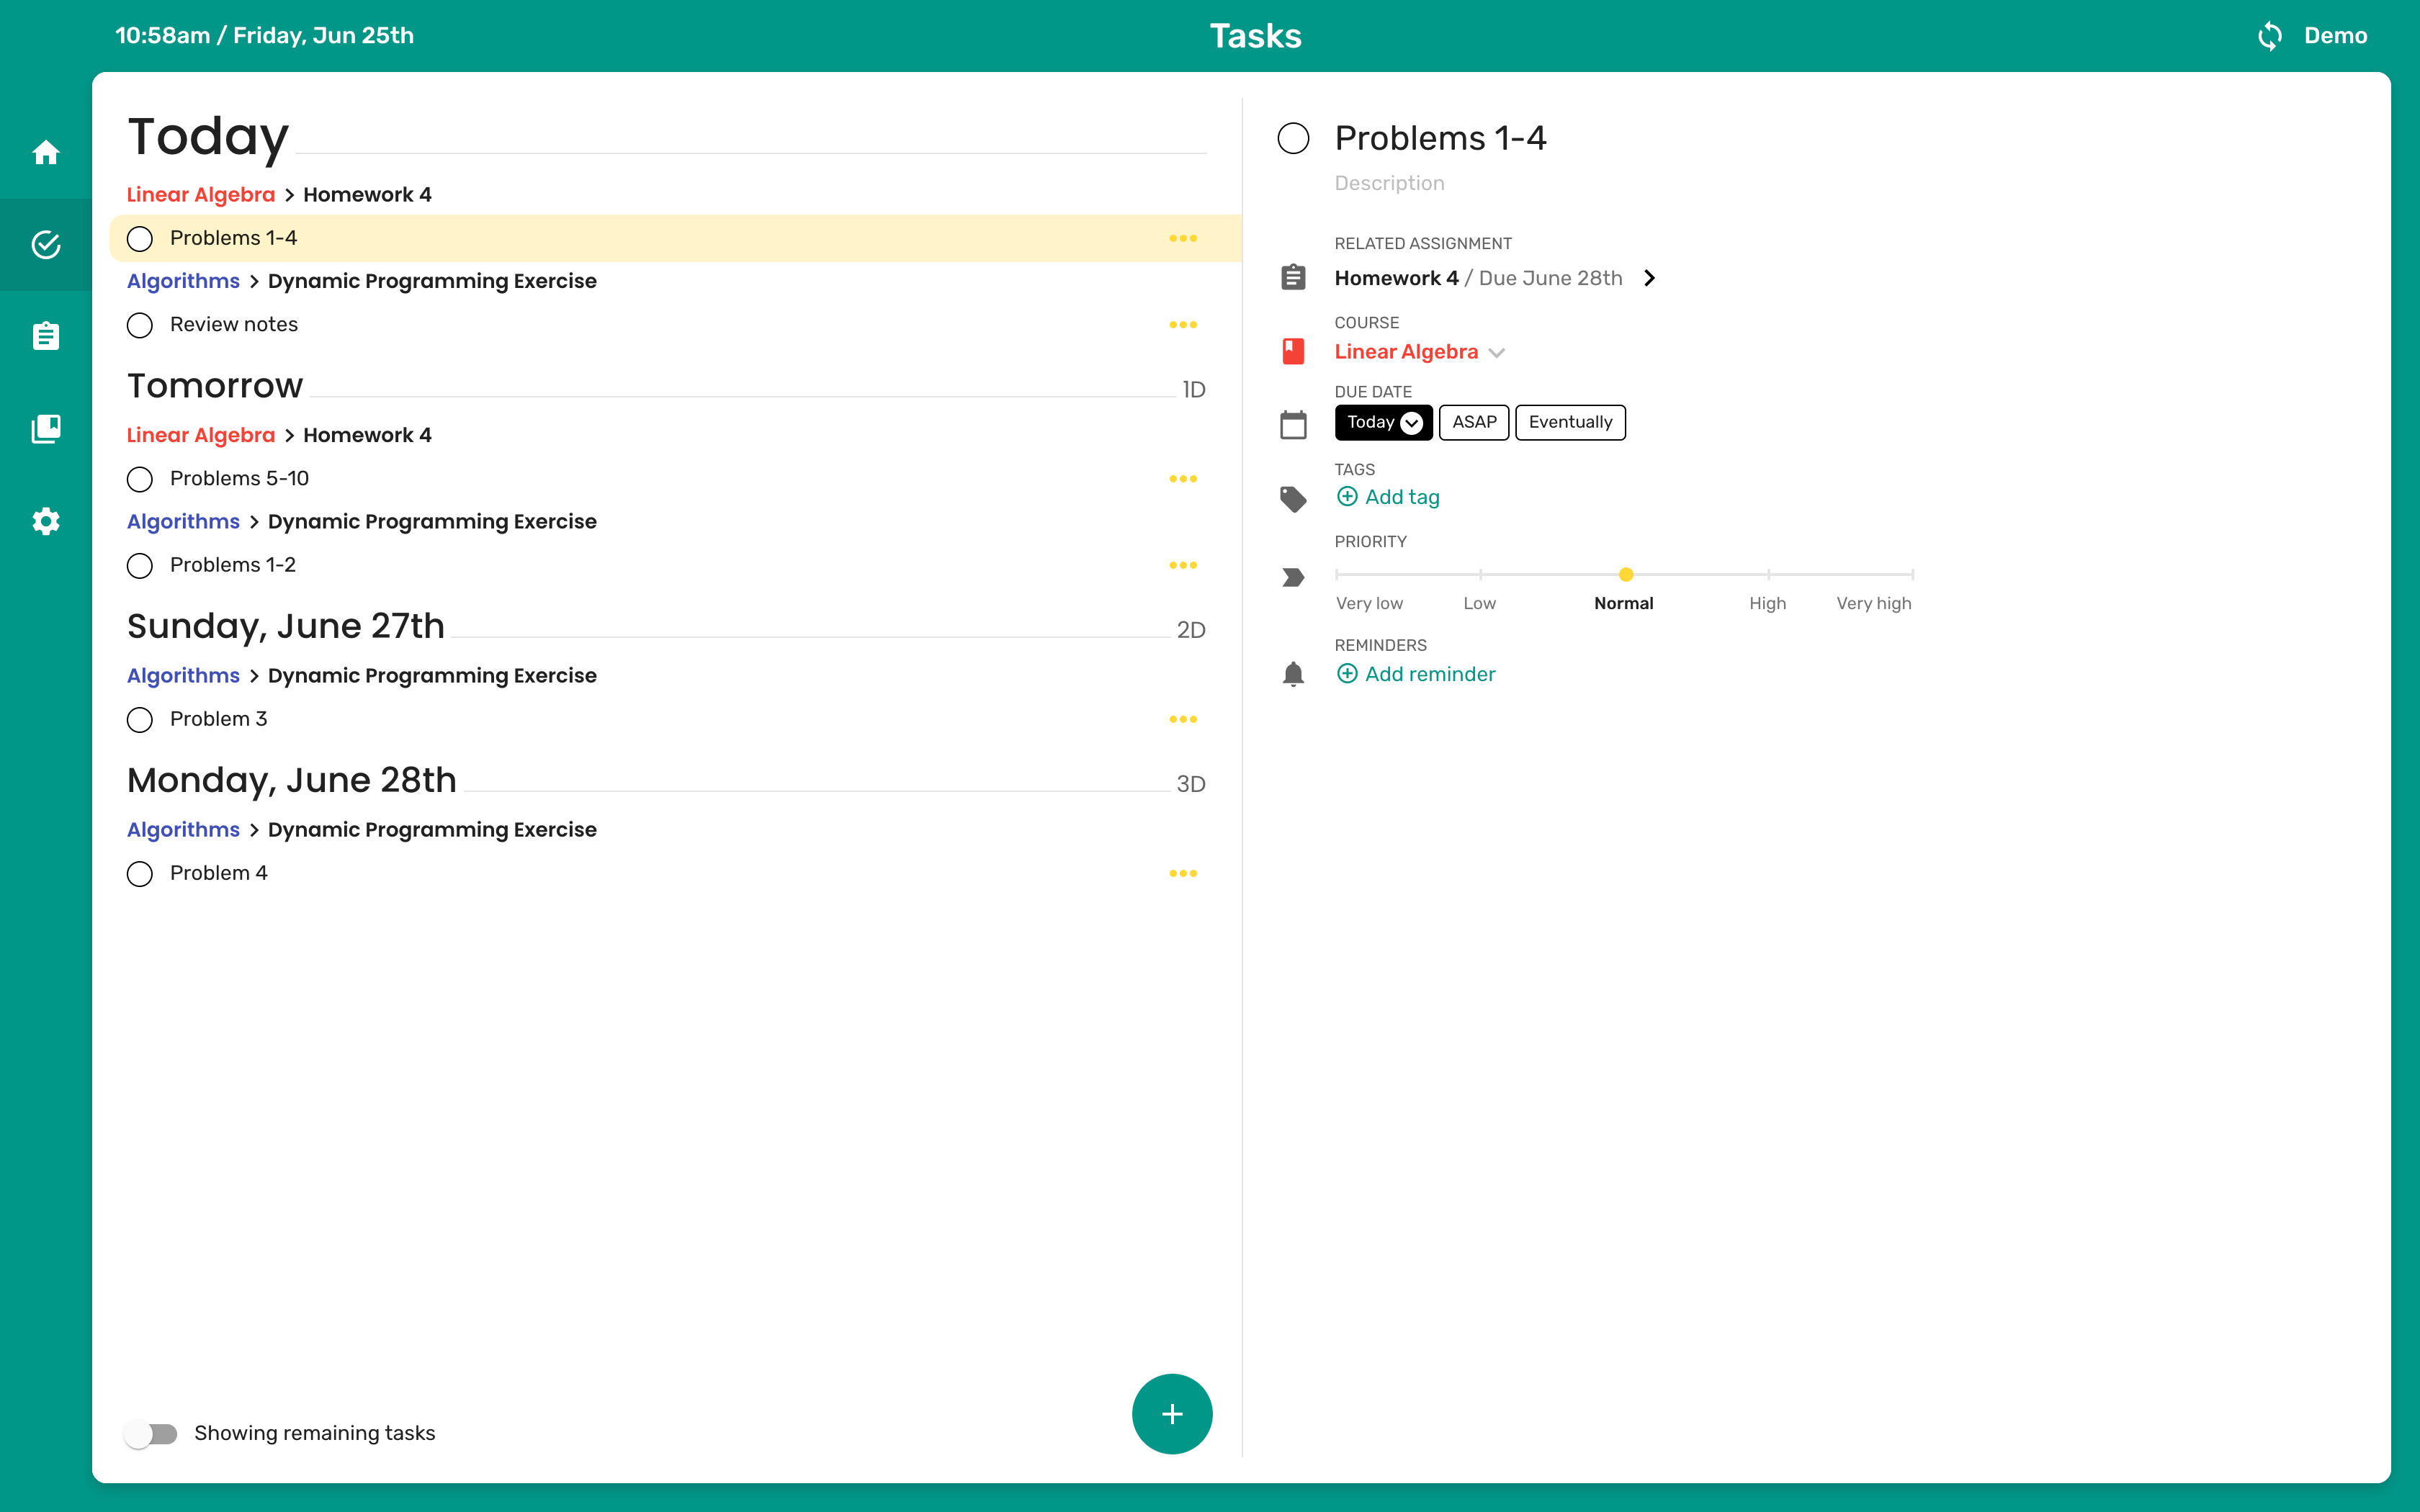 10:58am / Friday, Jun 25th
Tasks
Demo
Today
Linear Algebra > Homework 4
Problems 1-4
Algorithms > Dynamic Programming Exercise
Review notes
Tomorrow
1D
Linear Algebra > Homework 4
Problems 5-10
Algorithms > Dynamic Programming Exercise
Problems 1-2
Sunday, June 27th
2D
Algorithms > Dynamic Programming Exercise
Problem 3
Monday, June 28th
3D
Algorithms > Dynamic Programming Exercise
Problem 4
Showing remaining tasks
Problems 1-4
Description
RELATED ASSIGNMENT
Homework 4 / Due June 28th
COURSE
Linear Algebra
DUE DATE
Today ASAP Eventually
TAGS
Add tag
PRIORITY
Very low Low Normal High Very high
REMINDERS
Add reminder